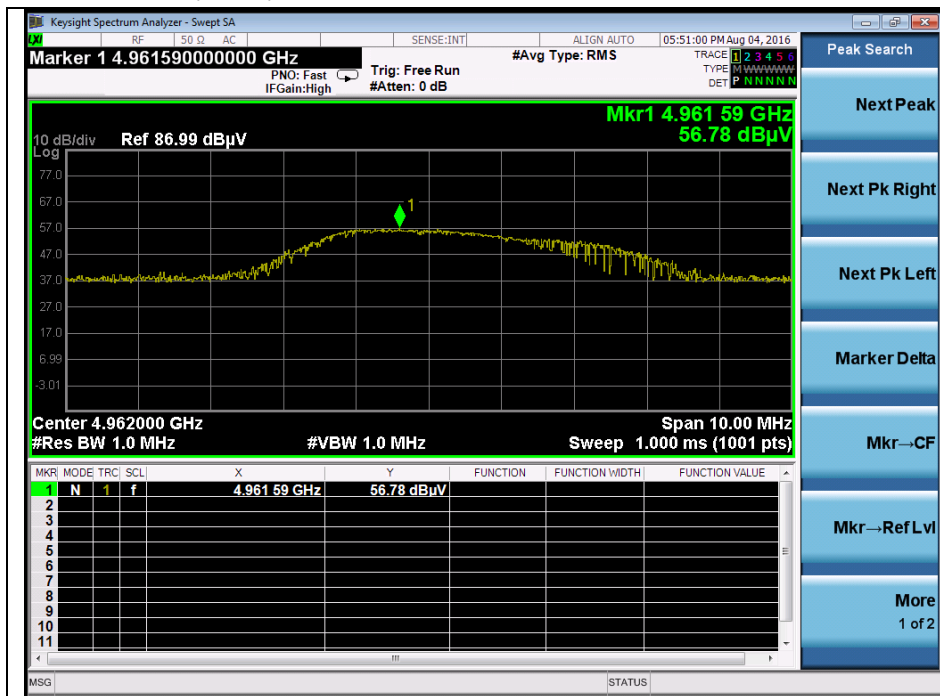 Keysight Spectrum Analyzer - Swept SA
LXI RF 50 Ω AC SENSE:INT ALIGN AUTO 05:51:00 PM Aug 04, 2016
Marker 1 4.961590000000 GHz
PNO: Fast
IFGain:High
Trig: Free Run
#Atten: 0 dB
#Avg Type: RMS
TRACE 1 2 3 4 5 6
TYPE M W W W W W
DET P N N N N N
Mkr1 4.961 59 GHz
56.78 dBµV
10 dB/div Ref 86.99 dBµV
Log
77.0
67.0
57.0
47.0
37.0
27.0
17.0
6.99
-3.01
1
Center 4.962000 GHz Span 10.00 MHz
#Res BW 1.0 MHz #VBW 1.0 MHz Sweep 1.000 ms (1001 pts)
MKR MODE TRC SCL X Y FUNCTION FUNCTION WIDTH FUNCTION VALUE
1 N 1 f 4.961 59 GHz 56.78 dBµV
2
3
4
5
6
7
8
9
10
11
MSG STATUS
Peak Search
Next Peak
Next Pk Right
Next Pk Left
Marker Delta
Mkr→CF
Mkr→Ref Lvl
More
1 of 2